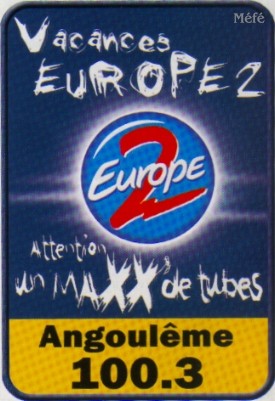 Méfé
Vacances
EUROPE 2
Europe
2
Attention
un MAXX de tubes
Angoulême
100.3